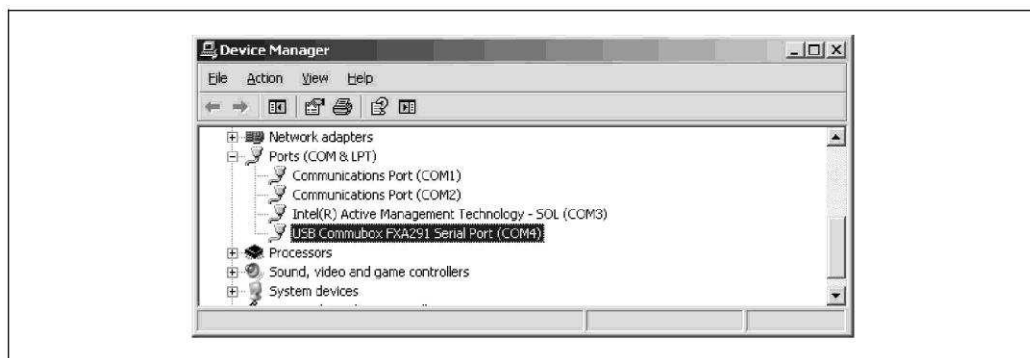 Device Manager
File Action View Help
Network adapters
Ports (COM & LPT)
Communications Port (COM1)
Communications Port (COM2)
Intel(R) Active Management Technology - SOL (COM3)
USB Commubox FXA291 Serial Port (COM4)
Processors
Sound, video and game controllers
System devices